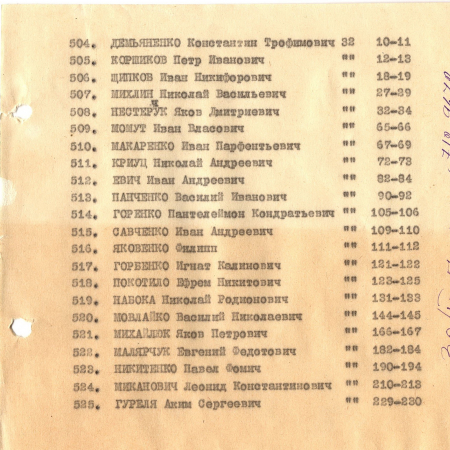 504. ДЕМЬЯНЕНКО Константин Трофимович 32 10-11
505. КОРШИКОВ Петр Иванович "" 12-13
506. ЩИПКОВ Иван Никифорович "" 18-19
507. МИХЛИН Николай Васильевич "" 27-29
508. НЕСТЕРУК Яков Дмитриевич "" 32-34
509. МОМУТ Иван Власович "" 65-66
510. МАКАРЕНКО Иван Парфентьевич "" 67-69
511. КРИУЦ Николай Андреевич "" 72-73
512. ЕВИЧ Иван Андреевич "" 82-84
513. ПАНЧЕНКО Василий Иванович "" 90-92
514. ГОРЕНКО Пантелеймон Кондратьевич "" 105-106
515. САВЧЕНКО Иван Андреевич "" 109-110
516. ЯКОВЕНКО Филипп "" 111-112
517. ГОРБЕНКО Игнат Калинович "" 121-122
518. ПОКОТИЛО Ефрем Никитович "" 123-125
519. НАБОКА Николай Родионович "" 131-133
520. МОВЛАЙКО Василий Николаевич "" 144-145
521. МИХАЙЛЮК Яков Петрович "" 166-167
522. МАЛЯРЧУК Евгений Федотович "" 182-184
523. НИКИТЕНКО Павел Фомич "" 190-194
524. МИКАНОВИЧ Леонид Константинович "" 210-213
525. ГУРЕЛЯ Аким Сергеевич "" 229-230